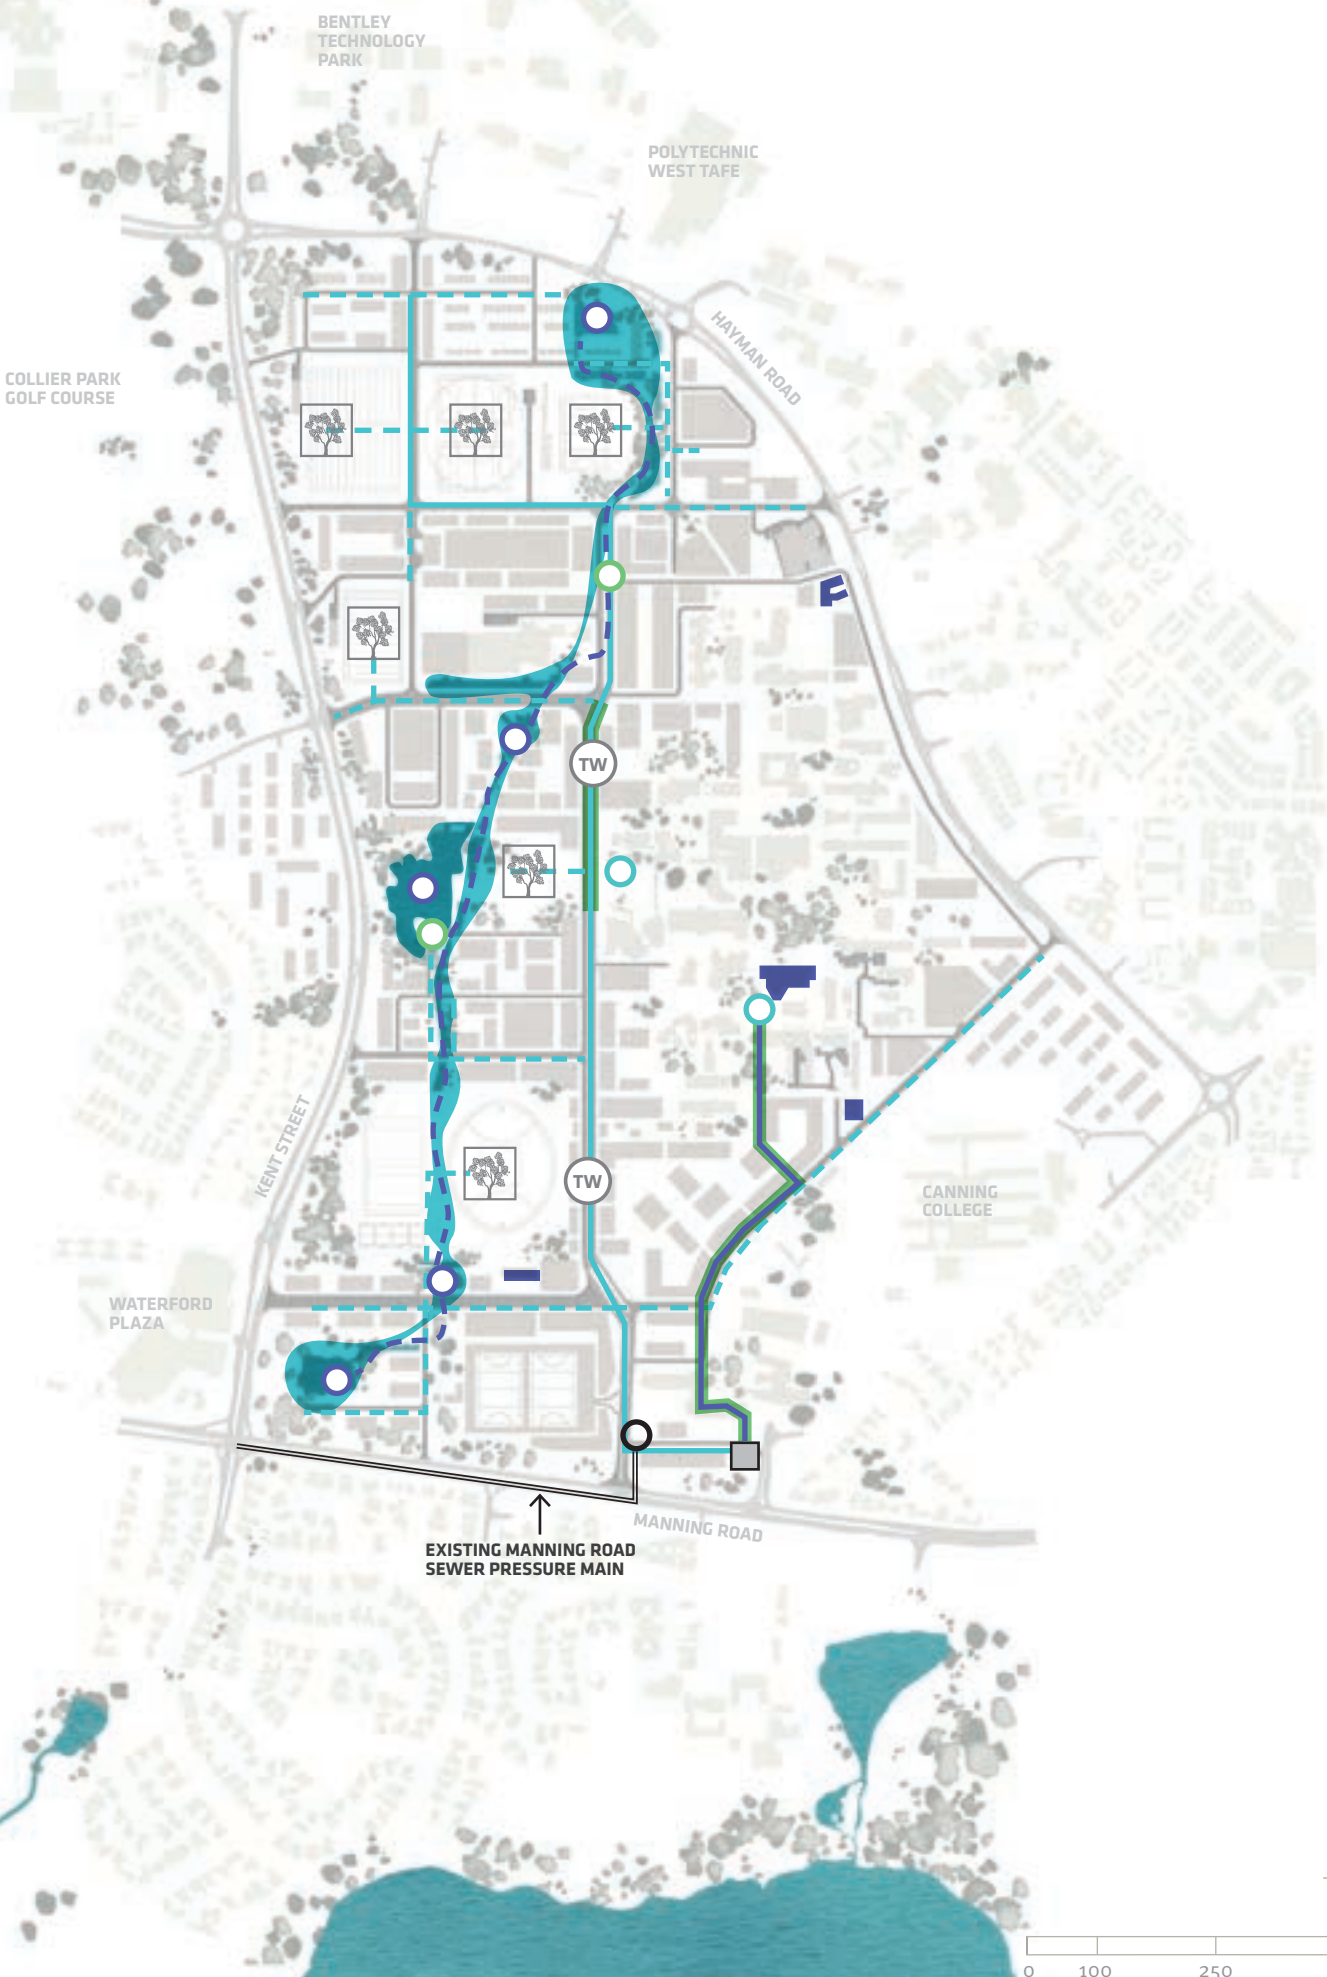 BENTLEY
TECHNOLOGY
PARK
POLYTECHNIC
WEST TAFE
HAYMAN ROAD
COLLIER PARK
GOLF COURSE
TW
KENT STREET
TW
CANNING
COLLEGE
WATERFORD
PLAZA
MANNING ROAD
EXISTING MANNING ROAD
SEWER PRESSURE MAIN
0 100 250